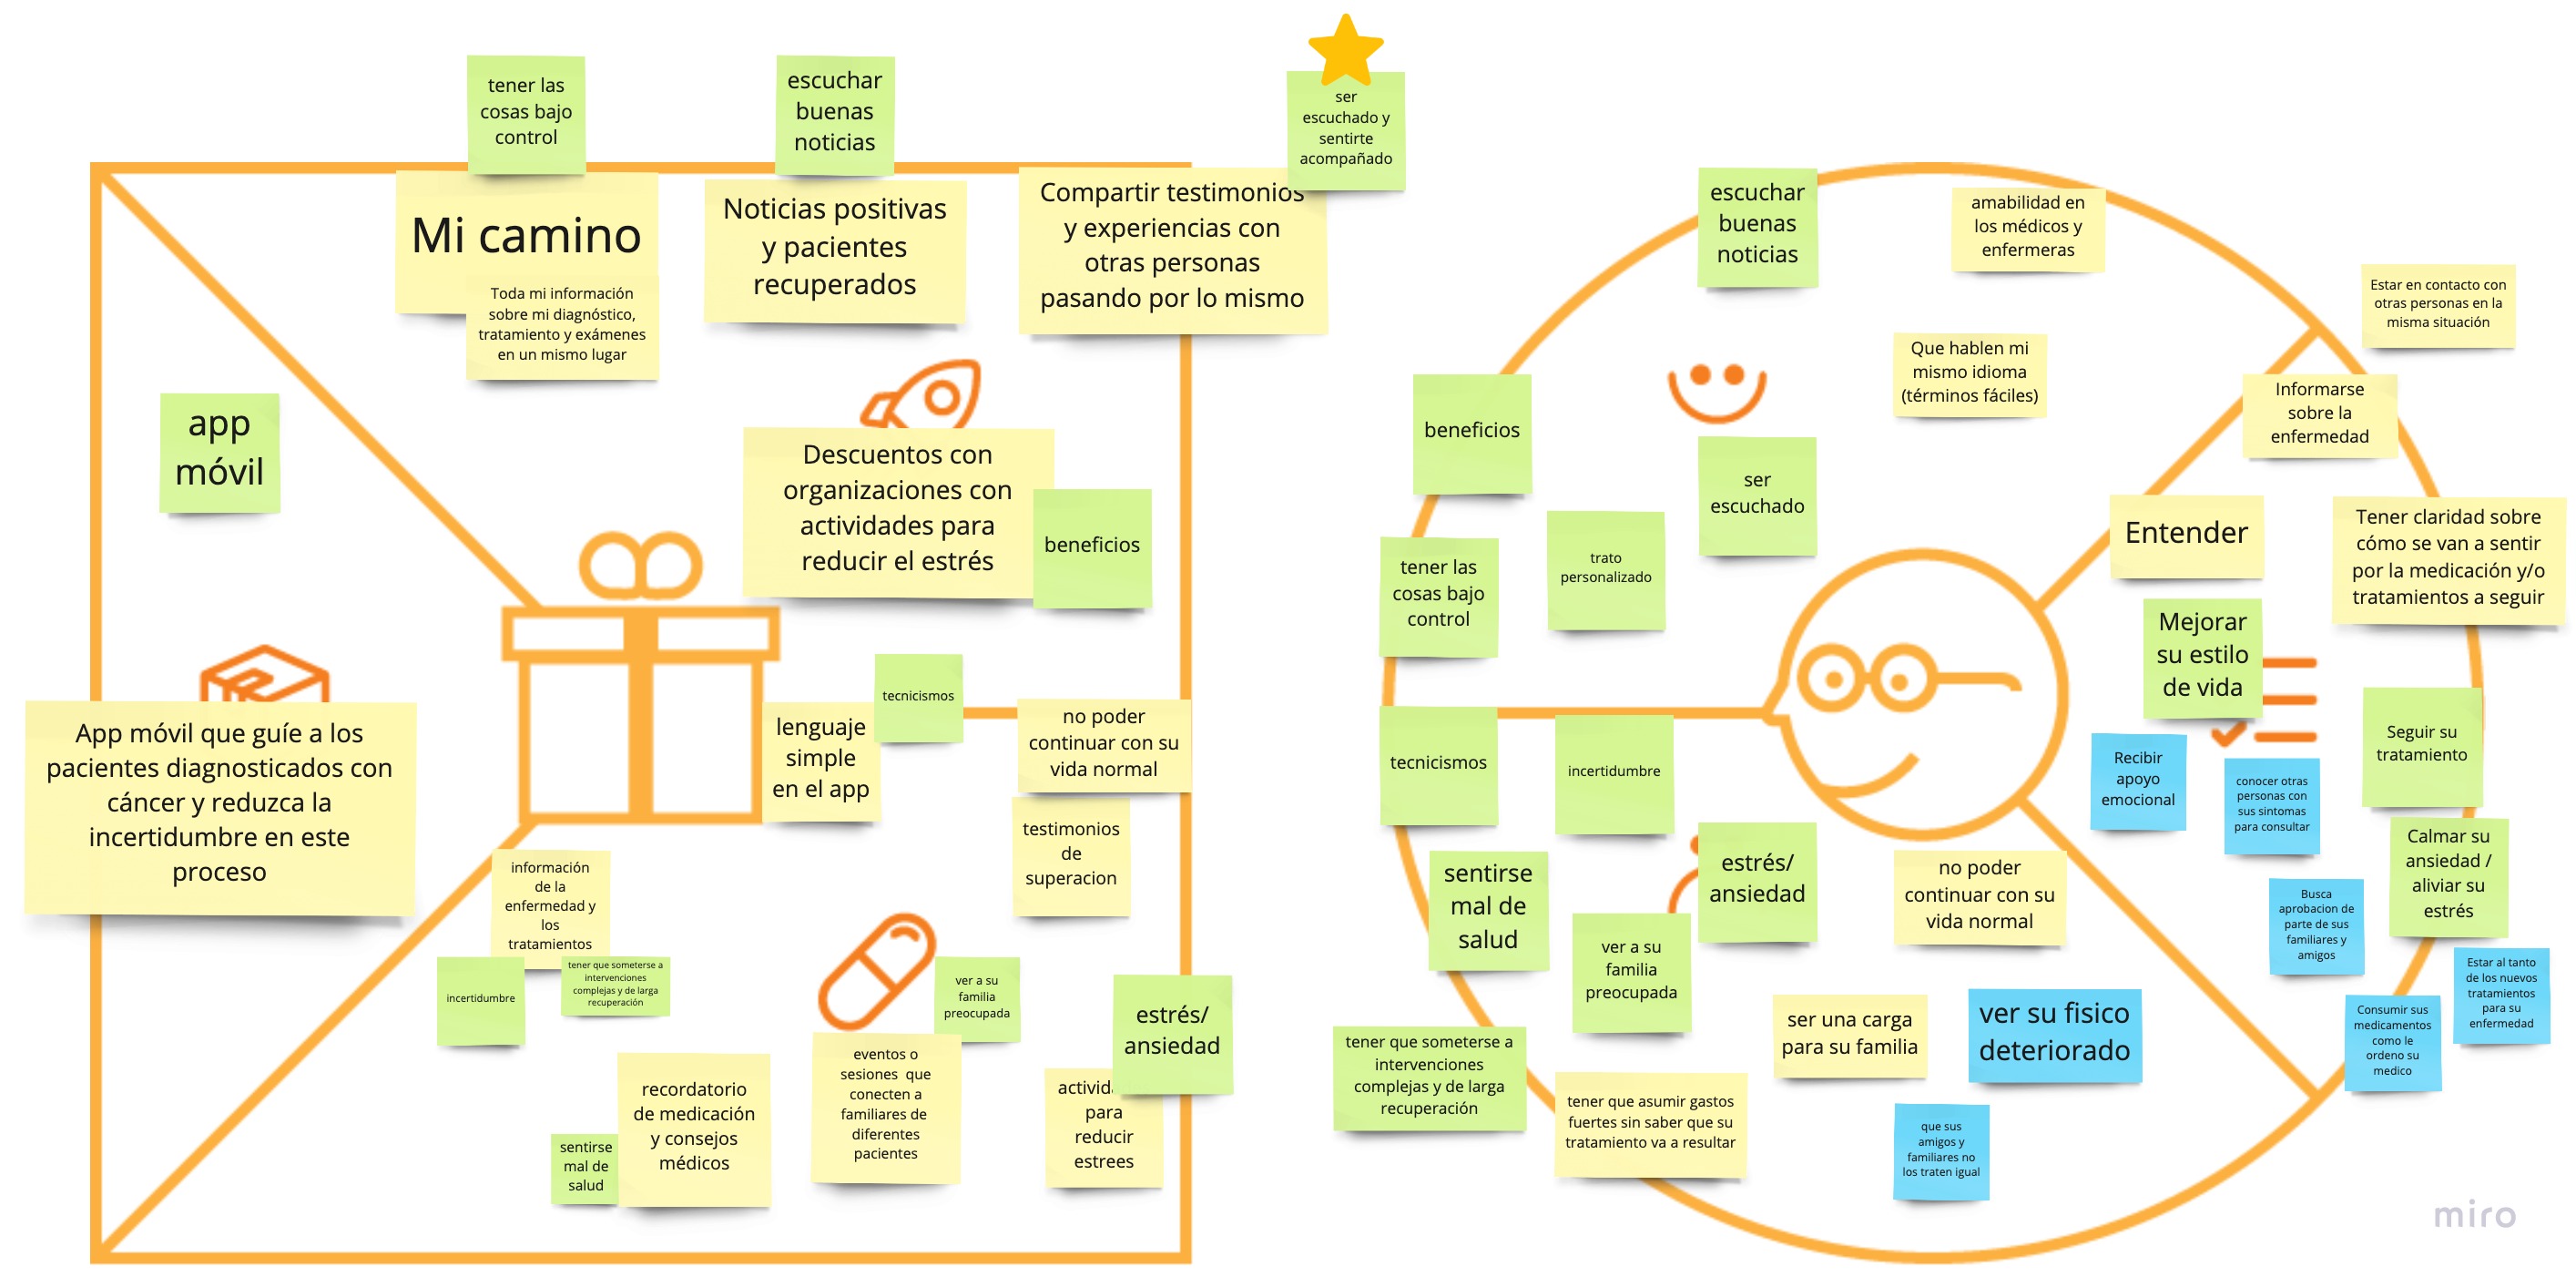 tener las
cosas bajo
control
escuchar
buenas
noticias
ser
escuchado y
sentirte
acompañado
Mi camino
Toda mi información
sobre mi diagnóstico,
tratamiento y exámenes
en un mismo lugar
Noticias positivas
y pacientes
recuperados
Compartir testimonios
y experiencias con
otras personas
pasando por lo mismo
app
móvil
Descuentos con
organizaciones con
actividades para
reducir el estrés
beneficios
App móvil que guíe a los
pacientes diagnosticados con
cáncer y reduzca la
incertidumbre en este
proceso
lenguaje
simple
en el app
tecnicismos
no poder
continuar con su
vida normal
testimonios
de
superacion
información
de la
enfermedad y
los
tratamientos
incertidumbre
tener que someterse a
intervenciones
complejas y de larga
recuperación
ver a su
familia
preocupada
estrés/
ansiedad
sentirse
mal de
salud
recordatorio
de medicación
y consejos
médicos
eventos o
sesiones que
conecten a
familiares de
diferentes
pacientes
para
reducir
estrees
escuchar
buenas
noticias
amabilidad en
los médicos y
enfermeras
Que hablen mi
mismo idioma
(términos fáciles)
beneficios
ser
escuchado
tener las
cosas bajo
control
trato
personalizado
Estar en contacto con
otras personas en la
misma situación
Informarse
sobre la
enfermedad
Entender
Tener claridad sobre
cómo se van a sentir
por la medicación y/o
tratamientos a seguir
Mejorar
su estilo
de vida
Seguir su
tratamiento
Recibir
apoyo
emocional
conocer otras
personas con
sus sintomas
para consultar
Calmar su
ansiedad /
aliviar su
estrés
Busca
aprobacion de
parte de sus
familiares y
amigos
Estar al tanto
de los nuevos
tratamientos
para su
enfermedad
Consumir sus
medicamentos
como le
ordeno su
medico
tecnicismos
incertidumbre
sentirse
mal de
salud
estrés/
ansiedad
ver a su
familia
preocupada
no poder
continuar con su
vida normal
tener que someterse a
intervenciones
complejas y de larga
recuperación
ser una carga
para su familia
ver su fisico
deteriorado
tener que asumir gastos
fuertes sin saber que su
tratamiento va a resultar
que sus
amigos y
familiares no
los traten igual
miro